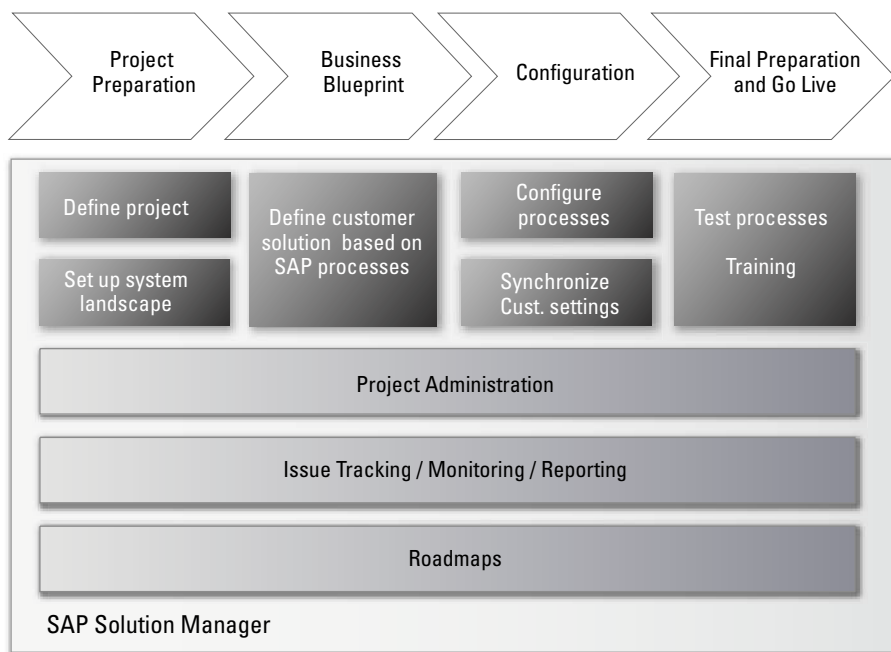 Project
Preparation
Business
Blueprint
Configuration
Final Preparation
and Go Live
Define project
Set up system
landscape
Define customer
solution based on
SAP processes
Configure
processes
Synchronize
Cust. settings
Test processes
Training
Project Administration
Issue Tracking / Monitoring / Reporting
Roadmaps
SAP Solution Manager